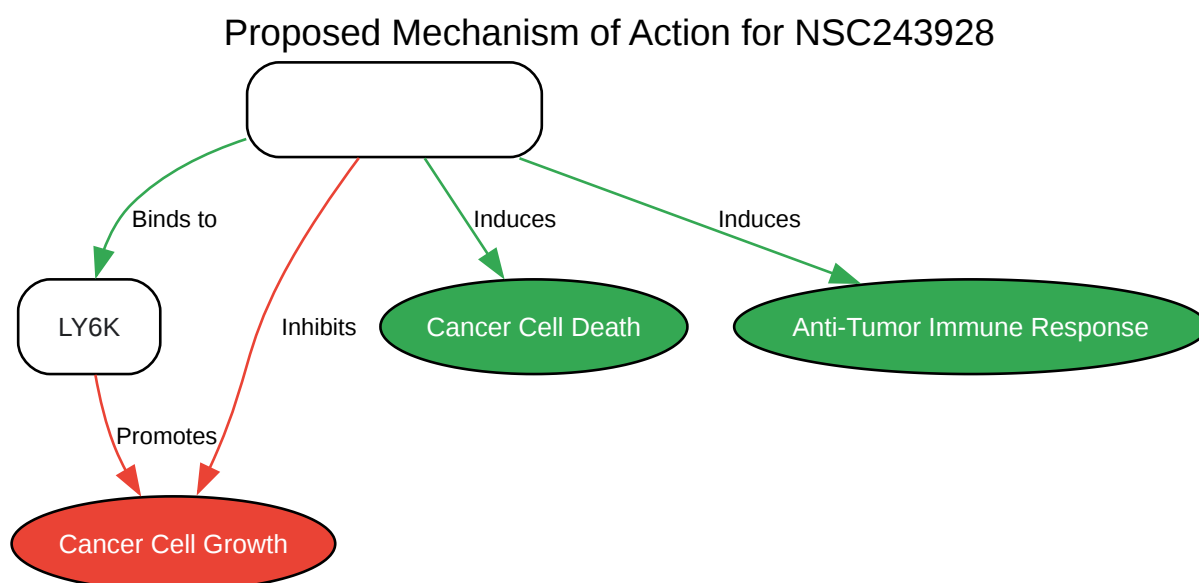 Proposed Mechanism of Action for NSC243928
Binds to
Induces
Induces
LY6K
Inhibits
Cancer Cell Death
Anti-Tumor Immune Response
Promotes
Cancer Cell Growth